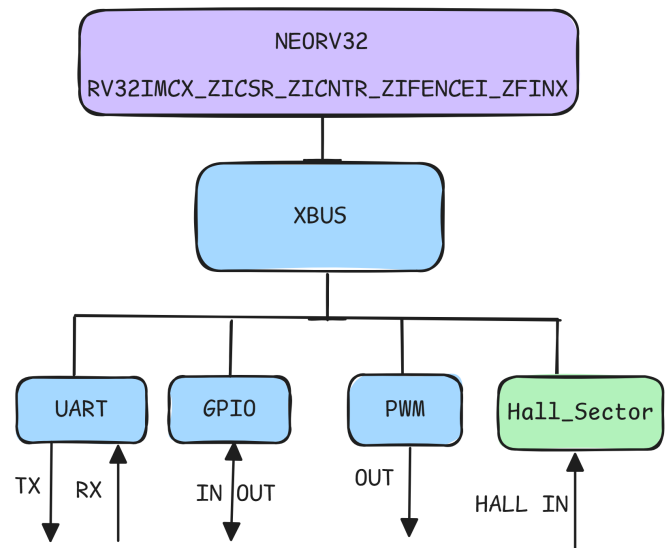 NEORV32
RV32IMCX_ZICSR_ZICNTR_ZIFENCEI_ZFINX
XBUS
UART
GPIO
PWM
Hall_Sector
TX
RX
IN
OUT
OUT
HALL IN